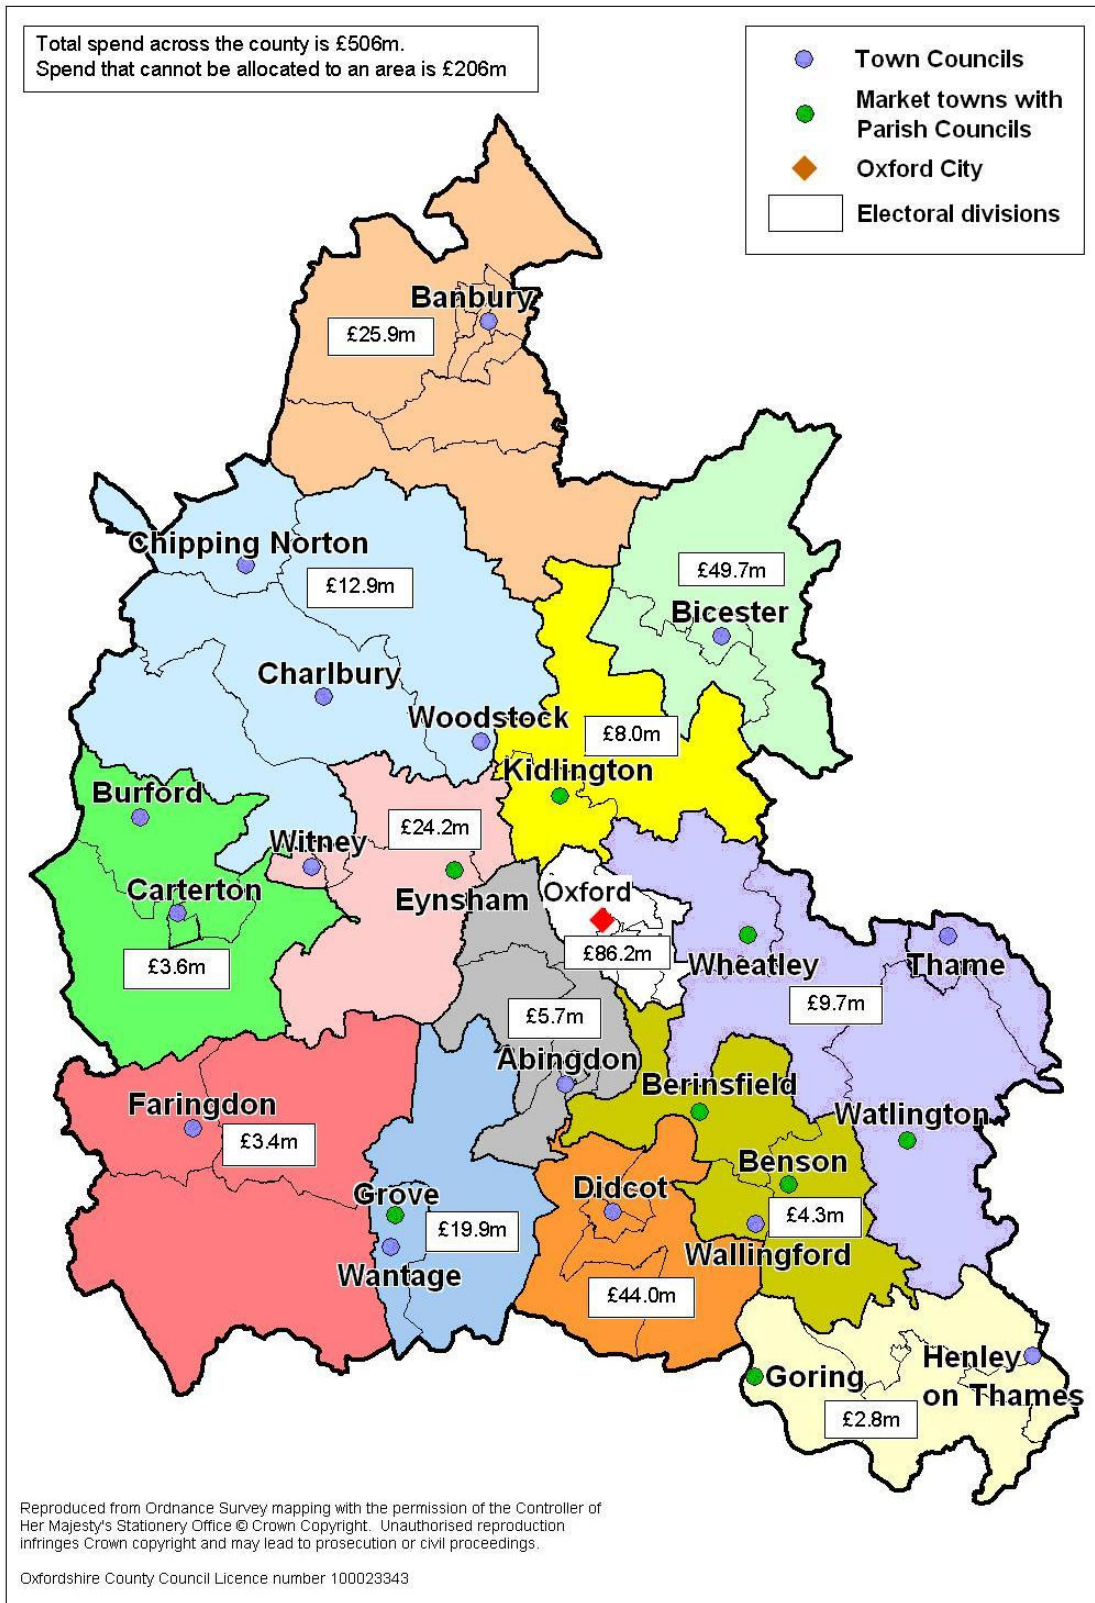 Total spend across the county is £506m.
Spend that cannot be allocated to an area is £206m
Town Councils
Market towns with
Parish Councils
Oxford City
Electoral divisions
Banbury
£25.9m
Chipping Norton
£12.9m
£49.7m
Bicester
Charlbury
Woodstock
£8.0m
Kidlington
Burford
£24.2m
Witney
Carterton
Eynsham
Oxford
£86.2m
£3.6m
Wheatley
Thame
£9.7m
£5.7m
Abingdon
Berinsfield
Faringdon
£3.4m
Watlington
Benson
Didcot
Grove
£19.9m
£4.3m
Wallingford
Wantage
£44.0m
Henley
on Thames
Goring
£2.8m
Reproduced from Ordnance Survey mapping with the permission of the Controller of
Her Majesty's Stationery Office © Crown Copyright.  Unauthorised reproduction
infringes Crown copyright and may lead to prosecution or civil proceedings.
Oxfordshire County Council Licence number 100023343